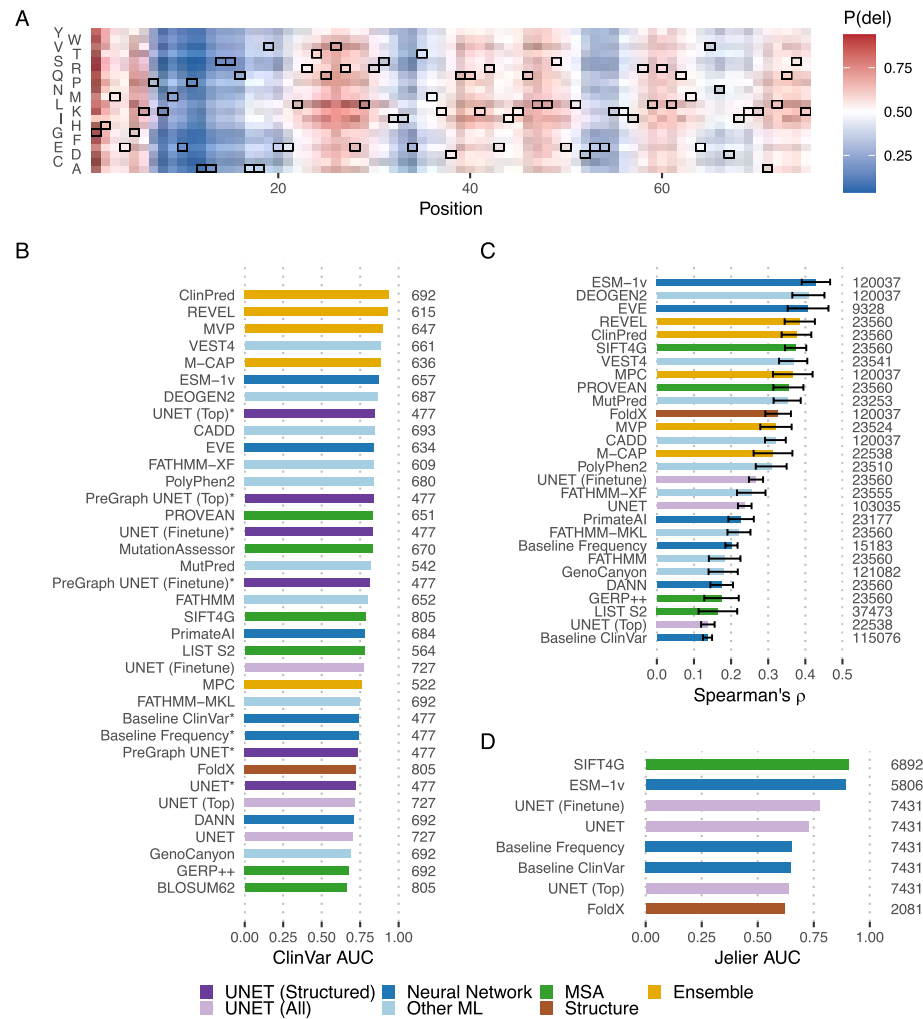 A
Y
W
V
T
S
R
Q
P
N
M
L
K
I
H
G
F
E
D
C
A
20
40
60
Position
P(del)
0.75
0.50
0.25
B
ClinPred 692
REVEL 615
MVP 647
VEST4 661
M−CAP 636
ESM−1v 657
DEOGEN2 687
UNET (Top)* 477
CADD 693
EVE 634
FATHMM−XF 609
PolyPhen2 680
PreGraph UNET (Top)* 477
PROVEAN 651
UNET (Finetune)* 477
MutationAssessor 670
MutPred 542
PreGraph UNET (Finetune)* 477
FATHMM 652
SIFT4G 805
PrimateAI 684
LIST S2 564
UNET (Finetune) 727
MPC 522
FATHMM−MKL 692
Baseline ClinVar* 477
Baseline Frequency* 477
PreGraph UNET* 477
FoldX 805
UNET* 477
UNET (Top) 727
DANN 692
UNET 727
GenoCanyon 692
GERP++ 692
BLOSUM62 805
0.00 0.25 0.50 0.75 1.00
ClinVar AUC
C
ESM−1v 120037
DEOGEN2 120037
EVE 9328
REVEL 23560
ClinPred 23560
SIFT4G 23560
VEST4 23541
MPC 120037
PROVEAN 23560
MutPred 23253
FoldX 120037
MVP 23524
CADD 120037
M−CAP 22538
PolyPhen2 23510
UNET (Finetune) 23560
FATHMM−XF 23555
UNET 103035
PrimateAI 23177
FATHMM−MKL 23560
Baseline Frequency 15183
FATHMM 23560
GenoCanyon 121082
DANN 23560
GERP++ 23560
LIST S2 37473
UNET (Top) 22538
Baseline ClinVar 115076
0.0 0.1 0.2 0.3 0.4 0.5
Spearman's ρ
D
SIFT4G 6892
ESM−1v 5806
UNET (Finetune) 7431
UNET 7431
Baseline Frequency 7431
Baseline ClinVar 7431
UNET (Top) 7431
FoldX 2081
0.00 0.25 0.50 0.75 1.00
Jelier AUC
UNET (Structured) Neural Network MSA Ensemble
UNET (All) Other ML Structure